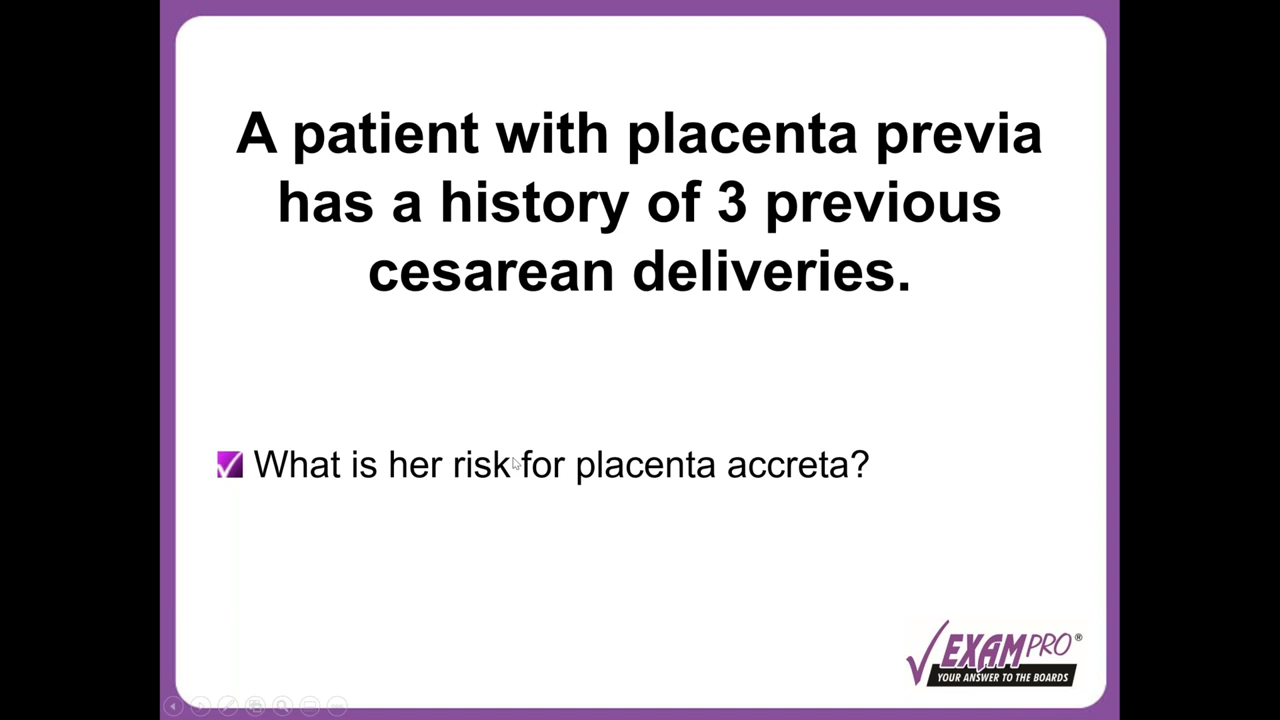 A patient with placenta previa
has a history of 3 previous
cesarean deliveries.
What is her risk for placenta accreta?
EXAMPRO®
YOUR ANSWER TO THE BOARDS